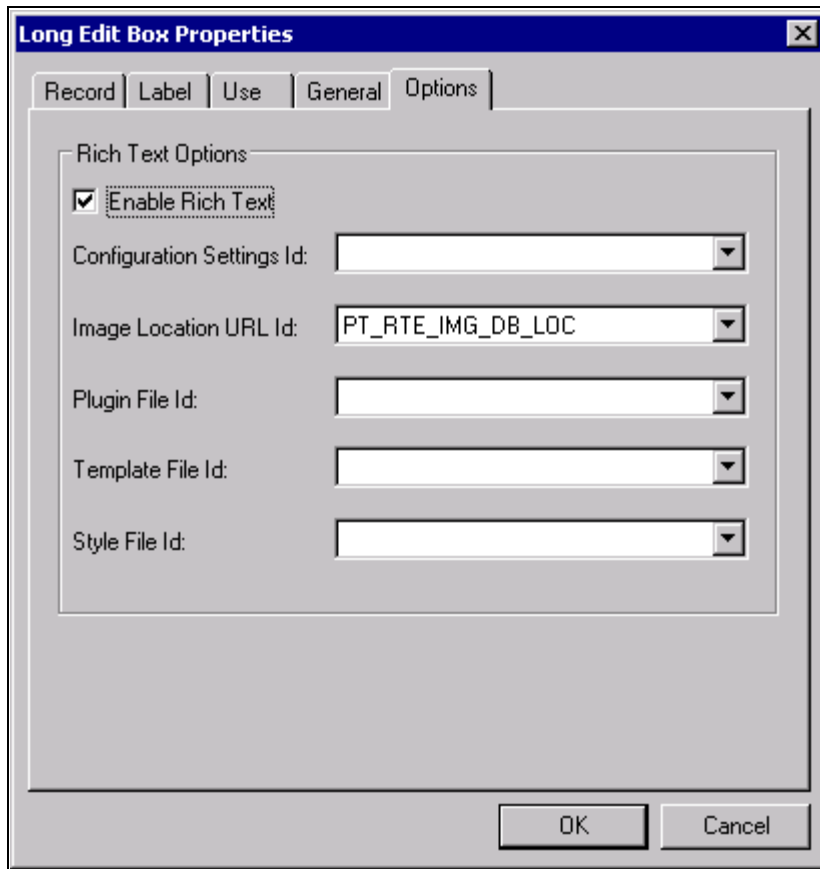 Long Edit Box Properties
Record Label Use General Options
Rich Text Options
Enable Rich Text
Configuration Settings Id:
Image Location URL Id: PT_RTE_IMG_DB_LOC
Plugin File Id:
Template File Id:
Style File Id:
OK Cancel